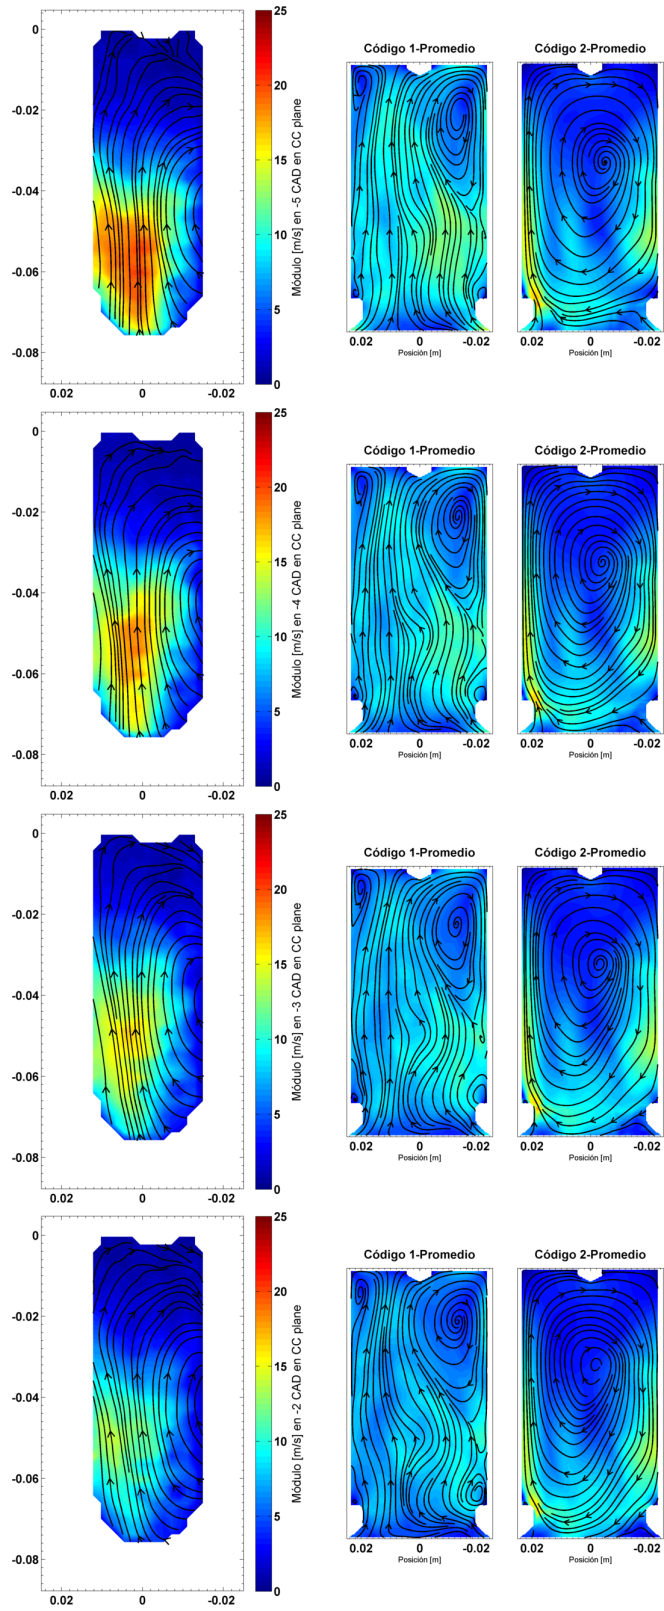 0
-0.02
-0.04
-0.06
-0.08
0.02 0 -0.02
25
20
15
10
5
0
Módulo [m/s] en -5 CAD en CC plane
Código 1-Promedio
0.02 0 -0.02
Posición [m]
Código 2-Promedio
0.02 0 -0.02
Posición [m]
0
-0.02
-0.04
-0.06
-0.08
0.02 0 -0.02
25
20
15
10
5
0
Módulo [m/s] en -4 CAD en CC plane
Código 1-Promedio
0.02 0 -0.02
Posición [m]
Código 2-Promedio
0.02 0 -0.02
Posición [m]
0
-0.02
-0.04
-0.06
-0.08
0.02 0 -0.02
25
20
15
10
5
0
Módulo [m/s] en -3 CAD en CC plane
Código 1-Promedio
0.02 0 -0.02
Posición [m]
Código 2-Promedio
0.02 0 -0.02
Posición [m]
0
-0.02
-0.04
-0.06
-0.08
0.02 0 -0.02
25
20
15
10
5
0
Módulo [m/s] en -2 CAD en CC plane
Código 1-Promedio
0.02 0 -0.02
Posición [m]
Código 2-Promedio
0.02 0 -0.02
Posición [m]